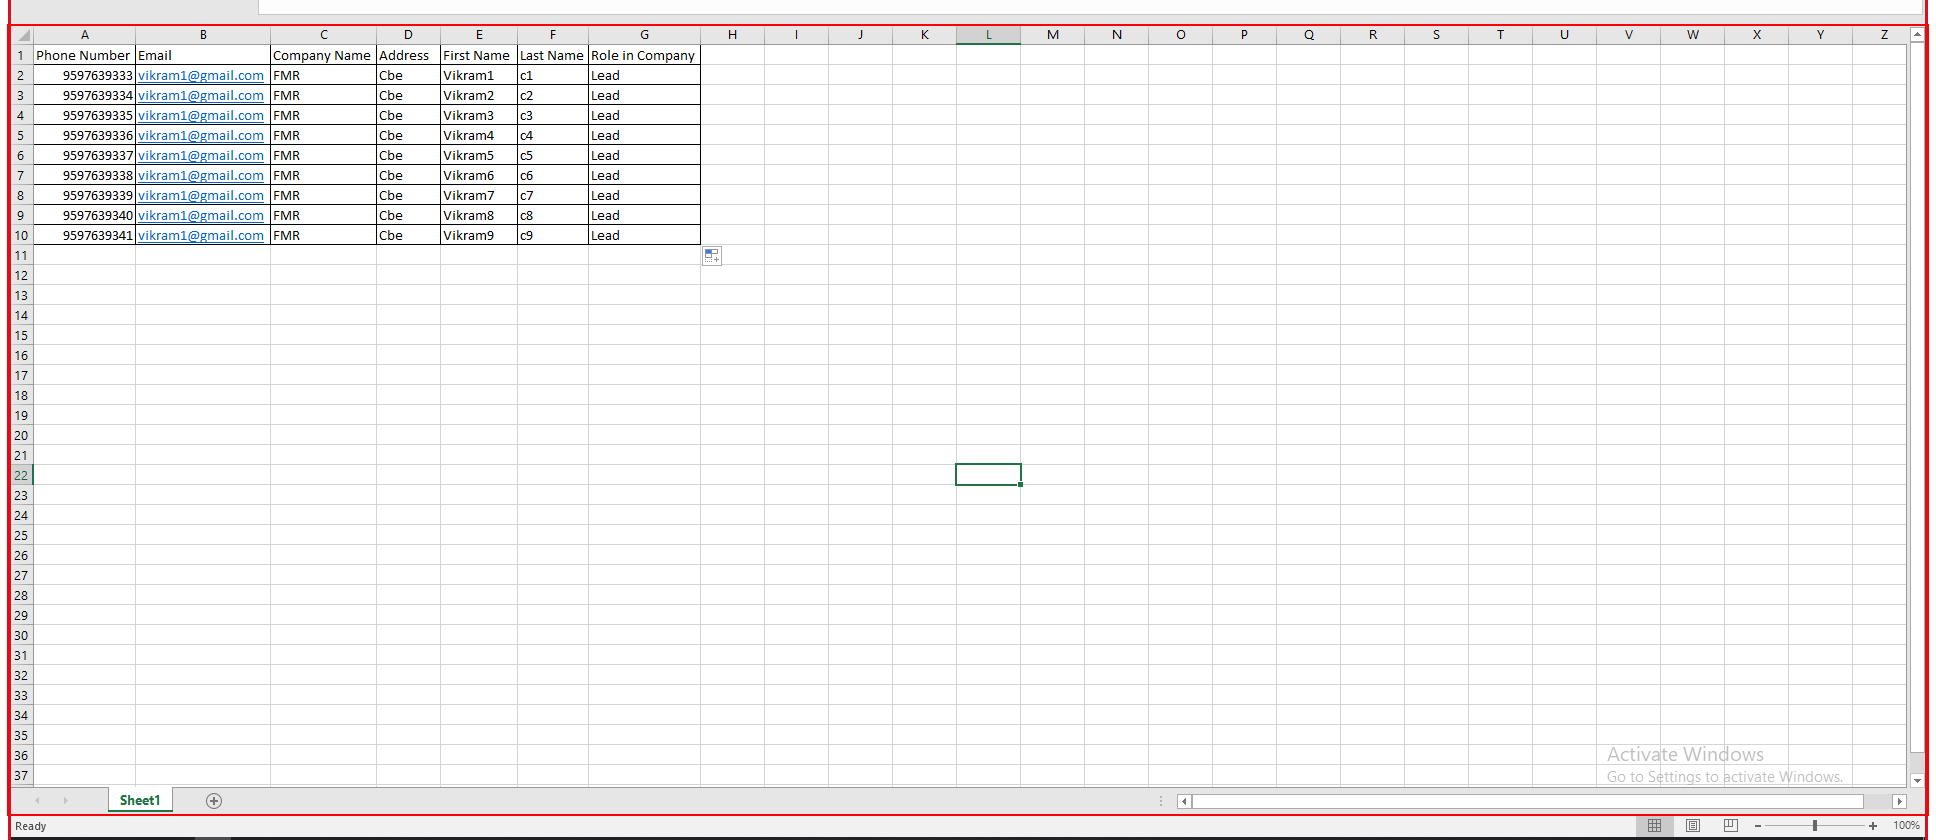 A B C D E F G H I J K L M N O P Q R S T U V W X Y Z
1 Phone Number Email Company Name Address First Name Last Name Role in Company
2 9597639333 vikram1@gmail.com FMR Cbe Vikram1 c1 Lead
3 9597639334 vikram1@gmail.com FMR Cbe Vikram2 c2 Lead
4 9597639335 vikram1@gmail.com FMR Cbe Vikram3 c3 Lead
5 9597639336 vikram1@gmail.com FMR Cbe Vikram4 c4 Lead
6 9597639337 vikram1@gmail.com FMR Cbe Vikram5 c5 Lead
7 9597639338 vikram1@gmail.com FMR Cbe Vikram6 c6 Lead
8 9597639339 vikram1@gmail.com FMR Cbe Vikram7 c7 Lead
9 9597639340 vikram1@gmail.com FMR Cbe Vikram8 c8 Lead
10 9597639341 vikram1@gmail.com FMR Cbe Vikram9 c9 Lead
11
12
13
14
15
16
17
18
19
20
21
22
23
24
25
26
27
28
29
30
31
32
33
34
35
36
37
Activate Windows
Go to Settings to activate Windows.
Sheet1
Ready
100%